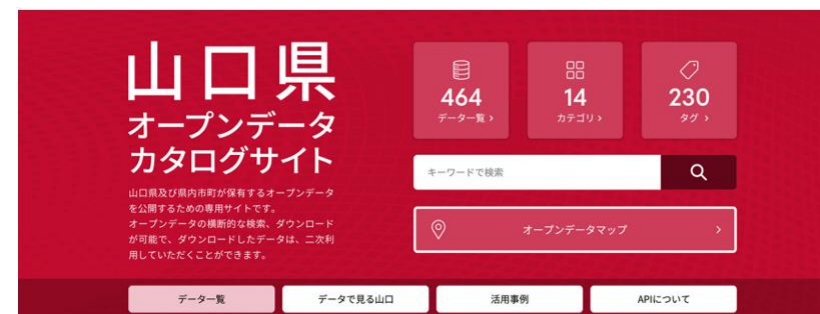 山口県
オープンデータ
カタログサイト
山口県及び県内市町が保有するオープンデータ
を公開するための専用サイトです。
オープンデータの横断的な検索、ダウンロード
が可能で、ダウンロードしたデータは、二次利
用していただくことができます。
464
データ一覧 ›
14
カテゴリ ›
230
タグ ›
キーワードで検索
オープンデータマップ ›
データ一覧
データで見る山口
活用事例
APIについて